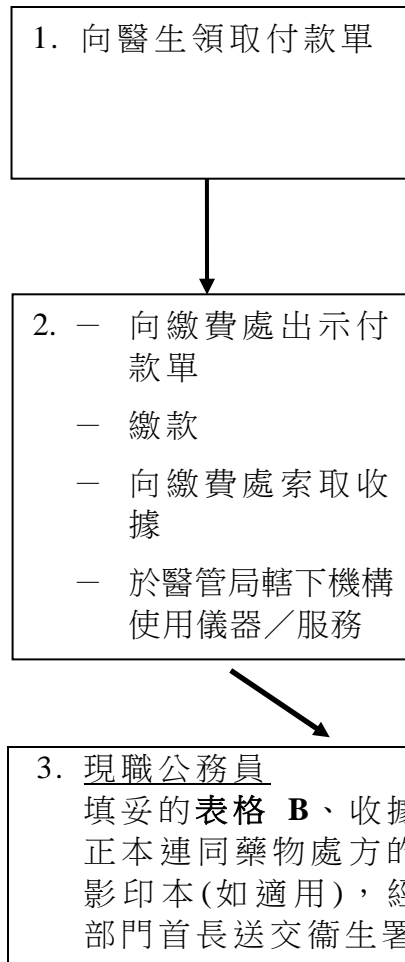 1. 向醫生領取付款單
2. － 向繳費處出示付
款單
－ 繳款
－ 向繳費處索取收
據
－ 於醫管局轄下機構
使用儀器／服務
3. 現職公務員
填妥的表格 B、收據
正本連同藥物處方的
影印本(如適用)，經
部門首長送交衞生署